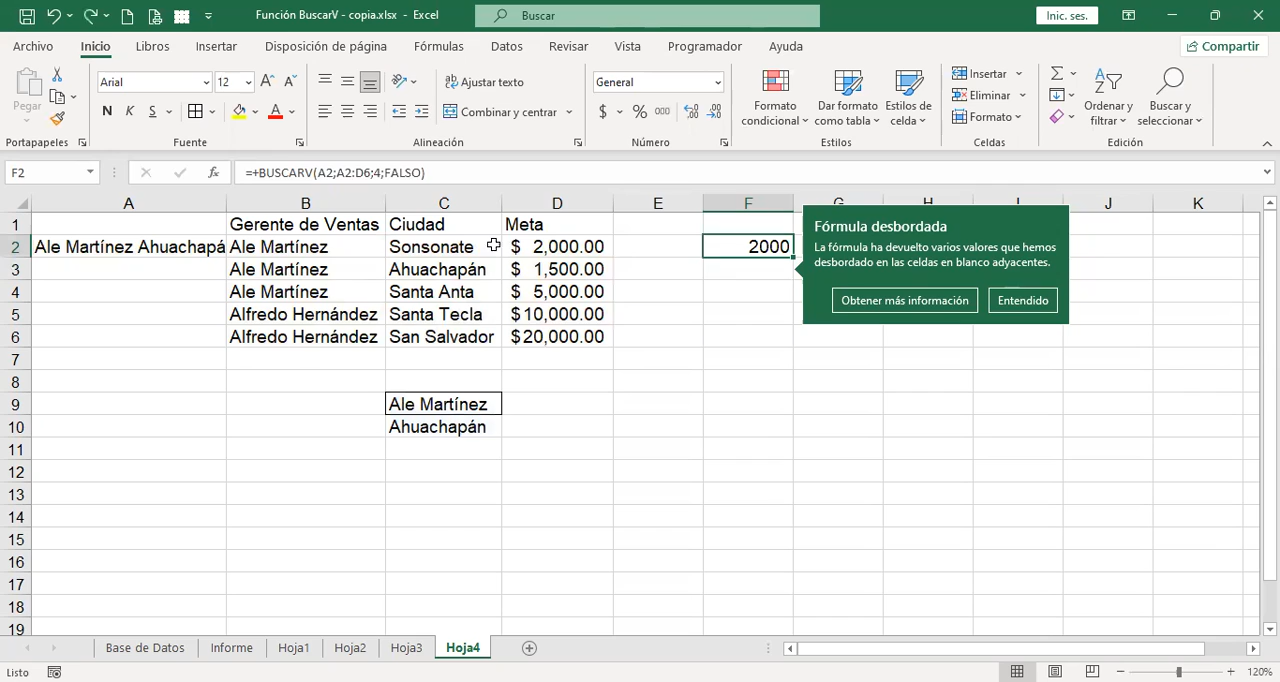 Función BuscarV - copia.xlsx - Excel
Buscar
Inic. ses.
Archivo Inicio Libros Insertar Disposición de página Fórmulas Datos Revisar Vista Programador Ayuda
Compartir
Pegar
Arial 12
N K S
Ajustar texto
Combinar y centrar
General
$ % 000
Formato condicional
Dar formato como tabla
Estilos de celda
Insertar
Eliminar
Formato
Ordenar y filtrar
Buscar y seleccionar
Portapapeles Fuente Alineación Número Estilos Celdas Edición
F2 fx =+BUSCARV(A2;A2:D6;4;FALSO)
A B C D E F G H I J K
1 Gerente de Ventas Ciudad Meta
2 Ale Martínez Ahuachapá Ale Martínez Sonsonate $ 2,000.00 2000
3 Ale Martínez Ahuachapán $ 1,500.00
4 Ale Martínez Santa Anta $ 5,000.00
5 Alfredo Hernández Santa Tecla $10,000.00
6 Alfredo Hernández San Salvador $20,000.00
7
8
9 Ale Martínez
10 Ahuachapán
11
12
13
14
15
16
17
18
19
Fórmula desbordada
La fórmula ha devuelto varios valores que hemos
desbordado en las celdas en blanco adyacentes.
Obtener más información Entendido
Base de Datos Informe Hoja1 Hoja2 Hoja3 Hoja4
Listo 120%